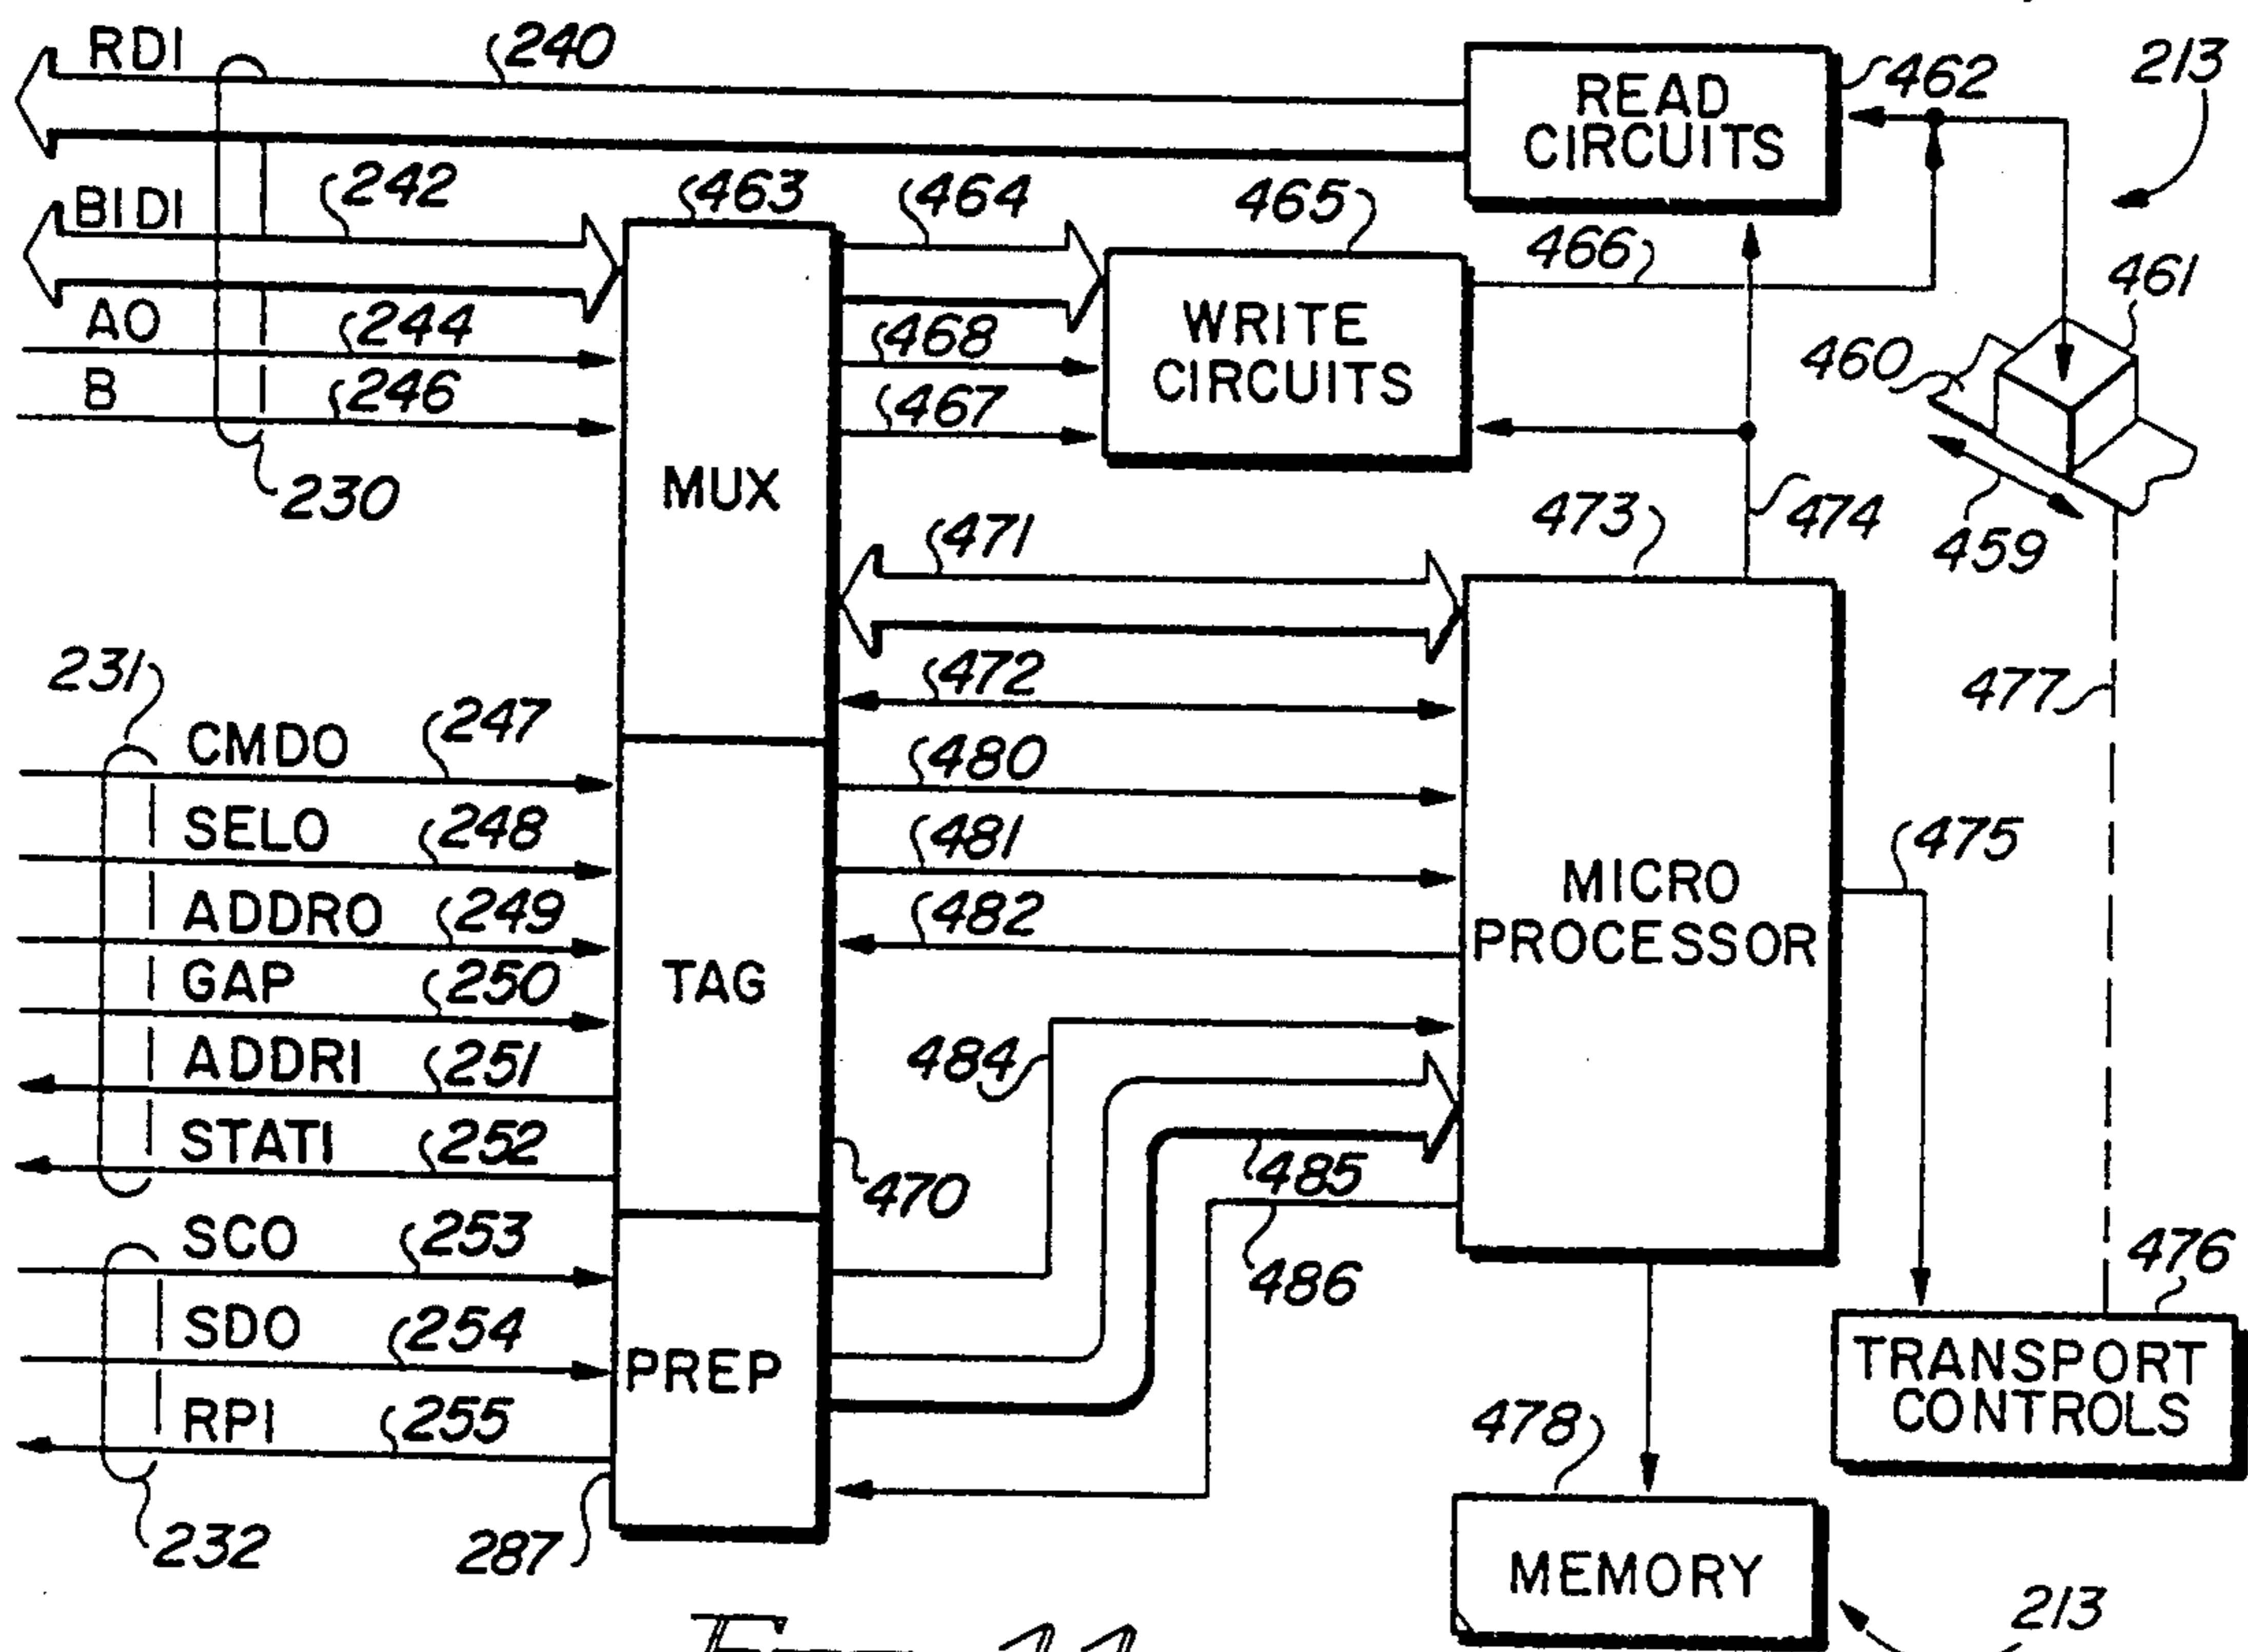 RDI 240
READ
CIRCUITS
462
213
BIDI 242
463
464
465
466
461
AO 244
B 246
468
467
WRITE
CIRCUITS
460
459
230
MUX
471
473
474
472
477
231
CMDO 247
480
SELO 248
481
475
ADDRO 249
482
MICRO
PROCESSOR
GAP 250
TAG
ADDRI 251
484
STATI 252
470
485
SCO 253
486
476
SDO 254
PREP
TRANSPORT
CONTROLS
RPI 255
478
232
287
MEMORY
213